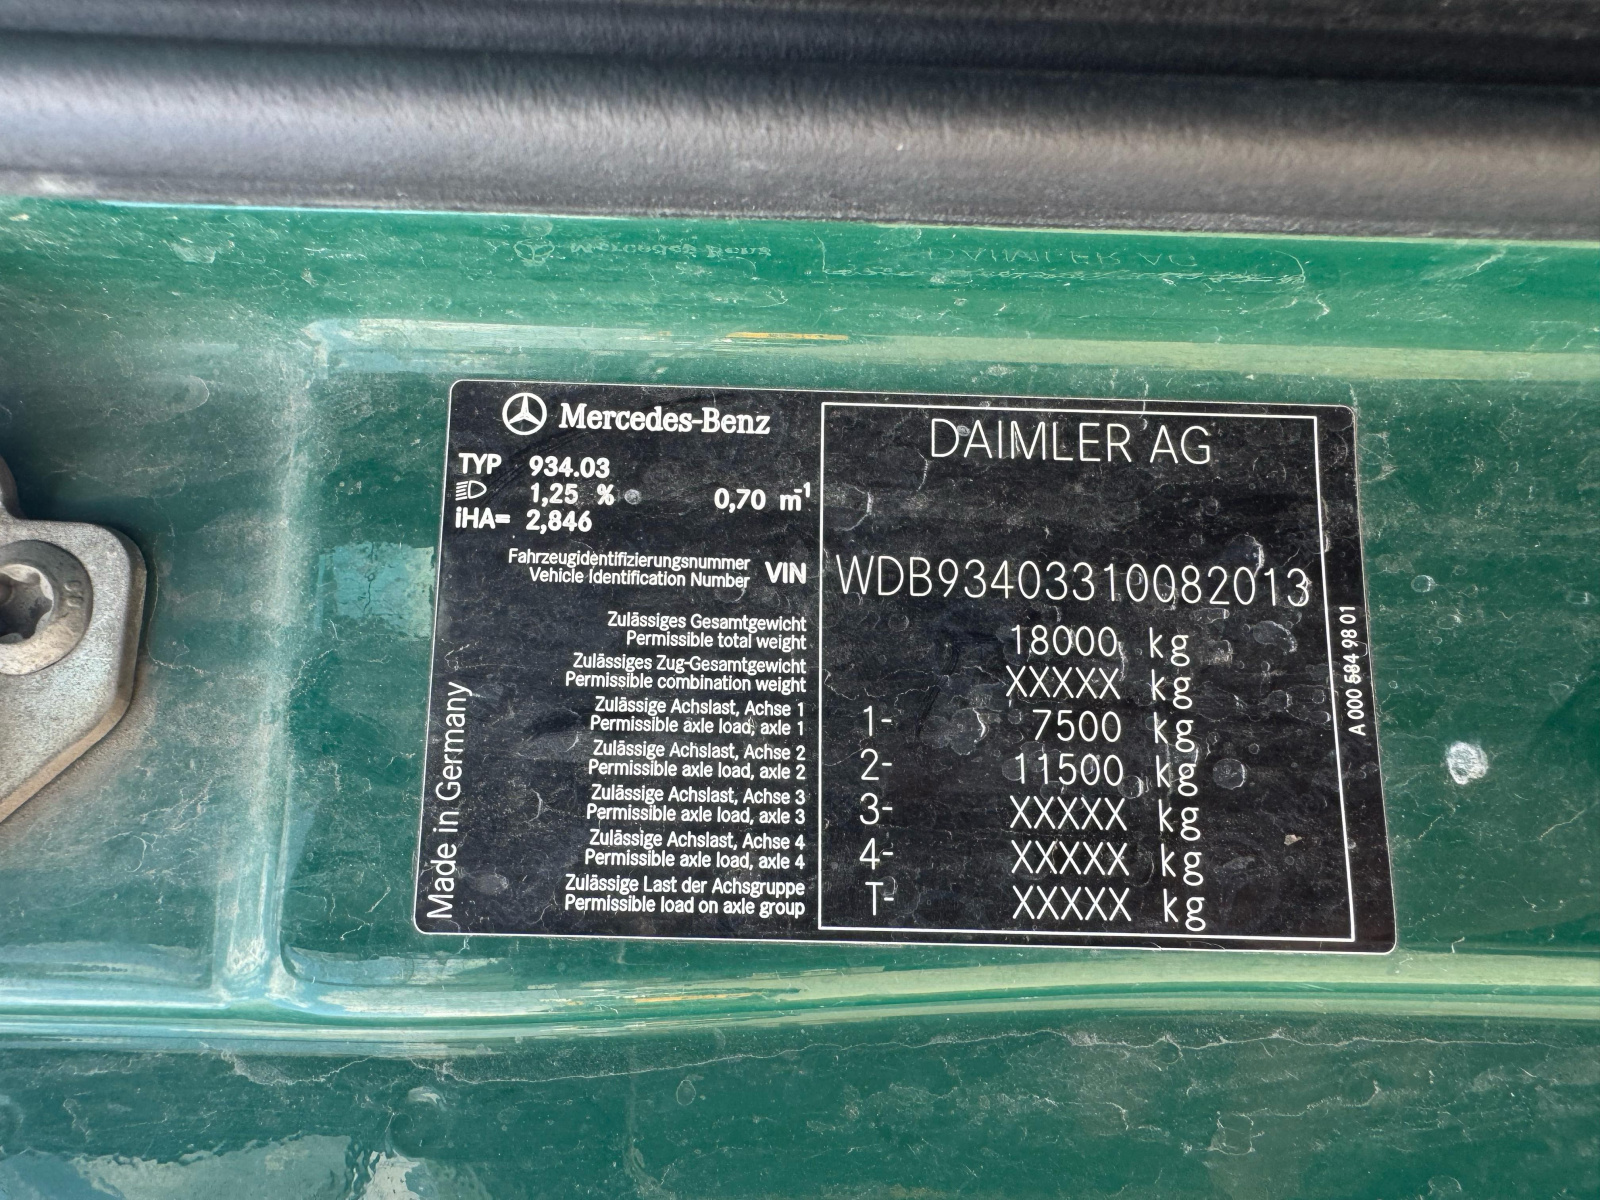 Mercedes-Benz
DAIMLER AG
TYP 934.03
1,25 % 0,70 m⁻¹
iHA= 2,846
Fahrzeugidentifizierungsnummer
Vehicle Identification Number VIN WDB93403310082013
Zulässiges Gesamtgewicht
Permissible total weight 18000 kg
Zulässiges Zug-Gesamtgewicht
Permissible combination weight XXXXX kg
Zulässige Achslast, Achse 1
Permissible axle load, axle 1 1- 7500 kg
Zulässige Achslast, Achse 2
Permissible axle load, axle 2 2- 11500 kg
Zulässige Achslast, Achse 3
Permissible axle load, axle 3 3- XXXXX kg
Zulässige Achslast, Achse 4
Permissible axle load, axle 4 4- XXXXX kg
Zulässige Last der Achsgruppe
Permissible load on axle group T- XXXXX kg
Made in Germany
A 000 584 98 01